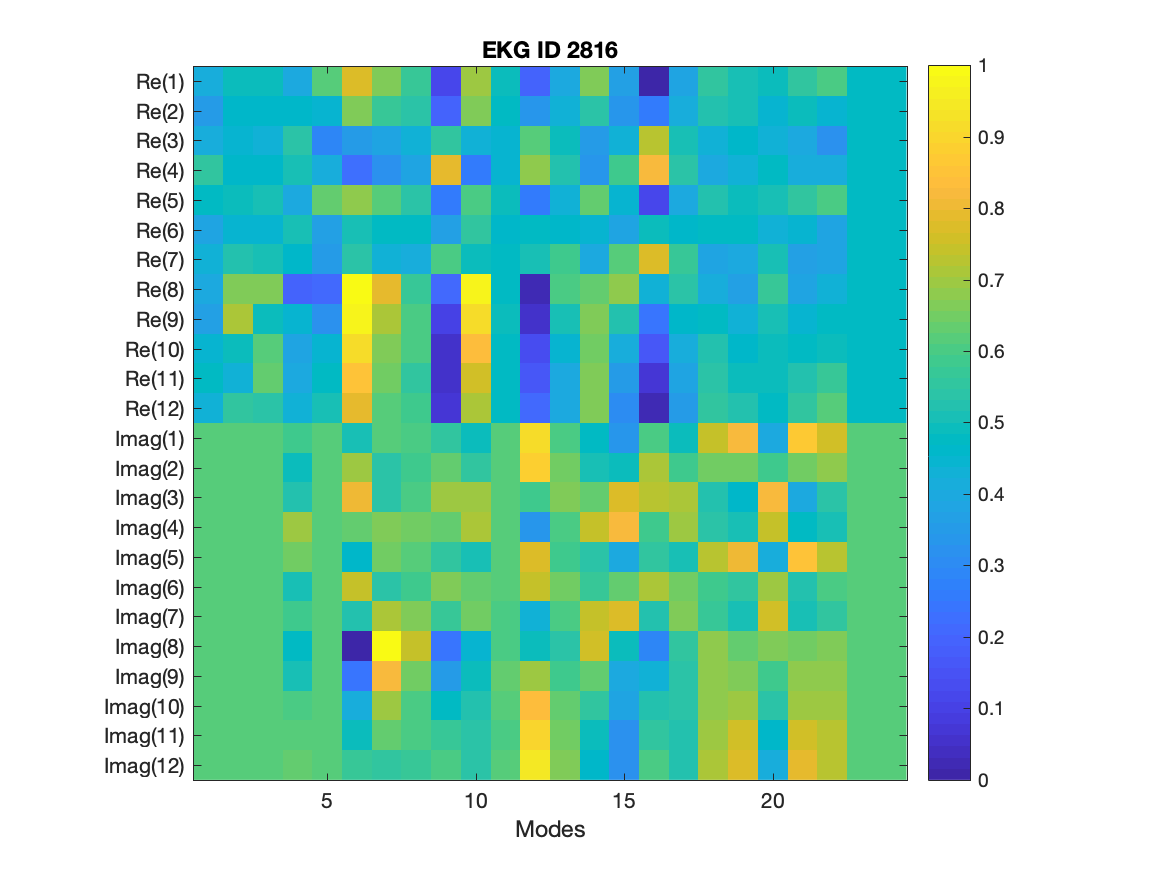 EKG ID 2816
Re(1)
Re(2)
Re(3)
Re(4)
Re(5)
Re(6)
Re(7)
Re(8)
Re(9)
Re(10)
Re(11)
Re(12)
Imag(1)
Imag(2)
Imag(3)
Imag(4)
Imag(5)
Imag(6)
Imag(7)
Imag(8)
Imag(9)
Imag(10)
Imag(11)
Imag(12)
5 10 15 20
Modes
1
0.9
0.8
0.7
0.6
0.5
0.4
0.3
0.2
0.1
0